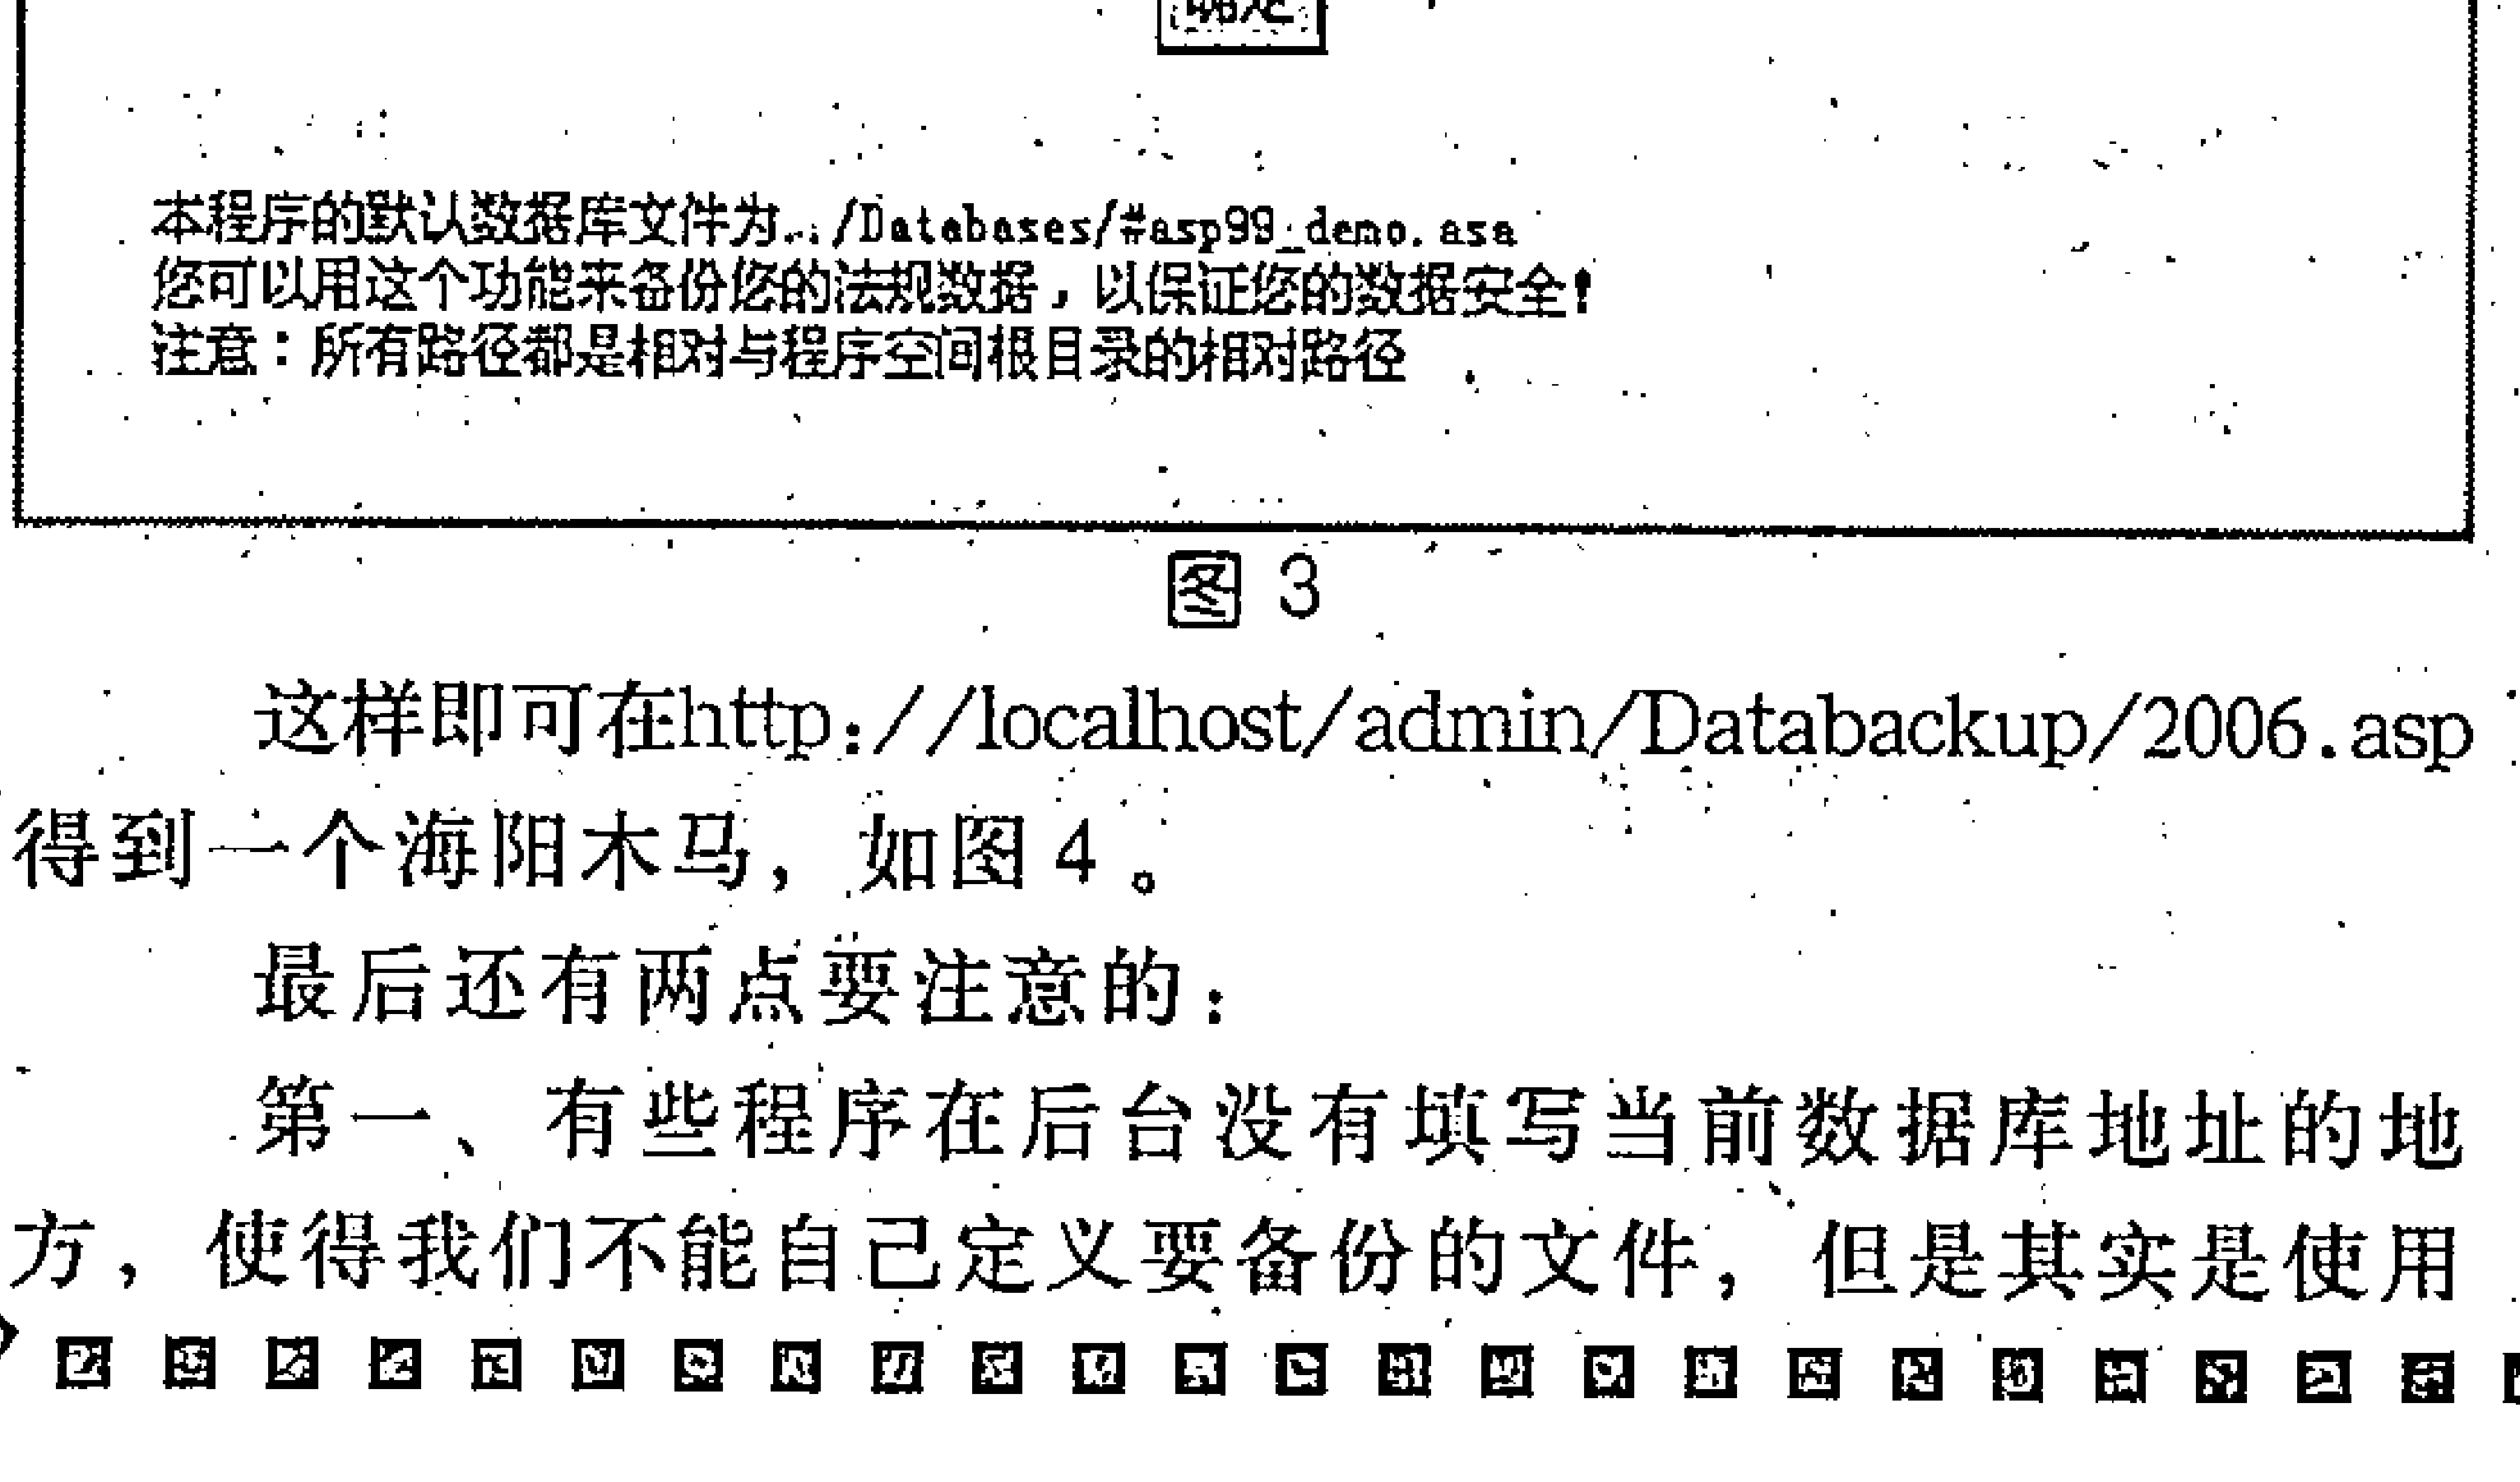 本程序的默认数据库文件为../Databases/#asp99_demo.asa
您可以用这个功能来备份您的法规数据，以保证您的数据安全！
注意：所有路径都是相对与程序空间根目录的相对路径
图 3
这样即可在http://localhost/admin/Databackup/2006.asp
得到一个海阳木马，如图 4 。
最后还有两点要注意的：
第一、有些程序在后台没有填写当前数据库地址的地
方，使得我们不能自己定义要备份的文件，但是其实是使用